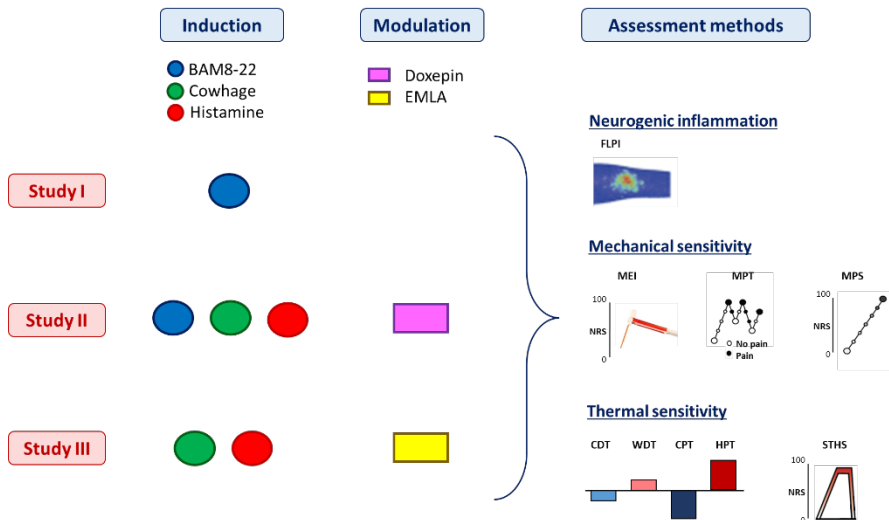 Induction
Modulation
Assessment methods
BAM8-22
Cowhage
Histamine
Doxepin
EMLA
Study I
Study II
Study III
Neurogenic inflammation
FLPI
Mechanical sensitivity
MEI
MPT
MPS
100
NRS
0
No pain
Pain
100
NRS
0
Thermal sensitivity
CDT
WDT
CPT
HPT
STHS
100
NRS
0